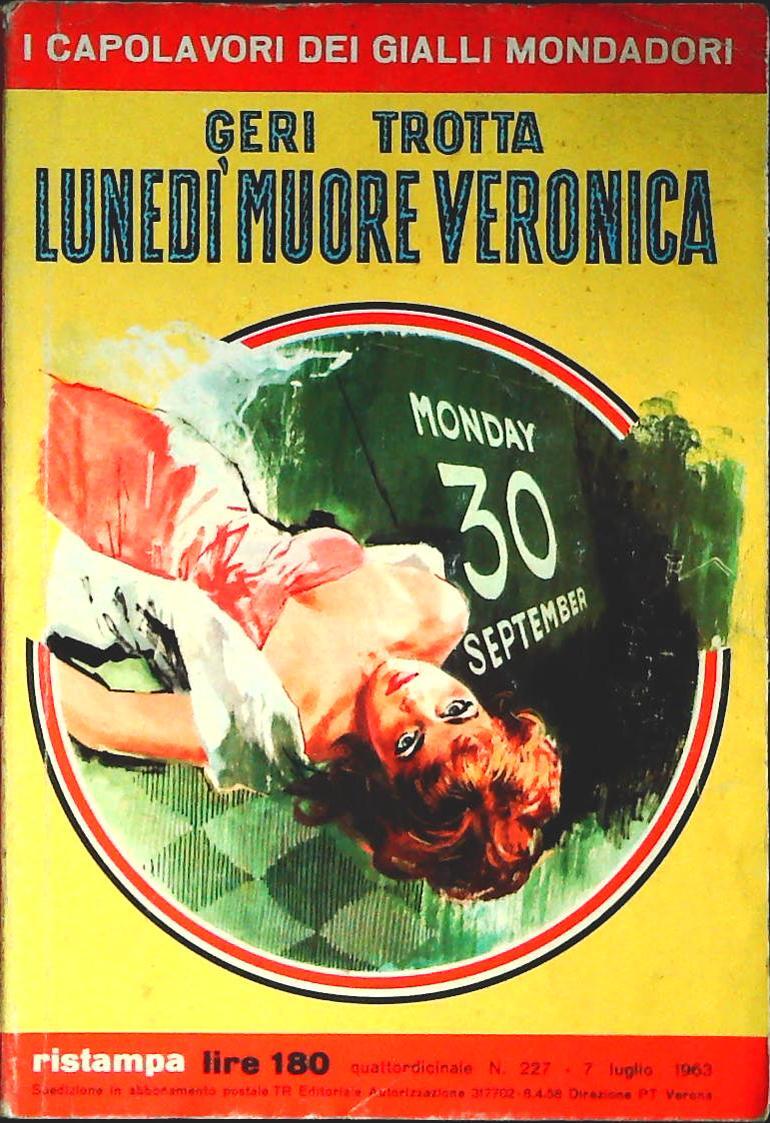 I CAPOLAVORI DEI GIALLI MONDADORI
GERI TROTTA
LUNEDÌ MUORE VERONICA
MONDAY
30
SEPTEMBER
ristampa lire 180 quattordicinale N. 227 - 7 luglio 1963
Spedizione in abbonamento postale TR Editoriale Autorizzazione 317702 - 8.4.58 Direzione PT Verona